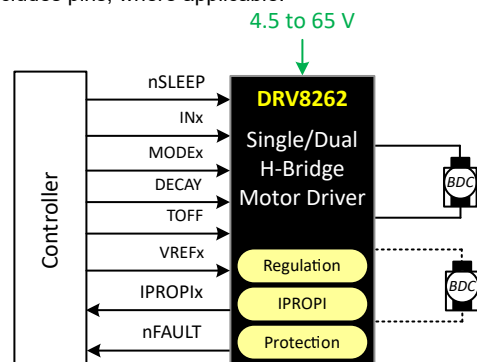 cludes pins, where applicable.
4.5 to 65 V
nSLEEP
INx
MODEx
DECAY
TOFF
VREFx
IPROPIx
nFAULT
Controller
DRV8262
Single/Dual
H-Bridge
Motor Driver
Regulation
IPROPI
Protection
BDC
BDC